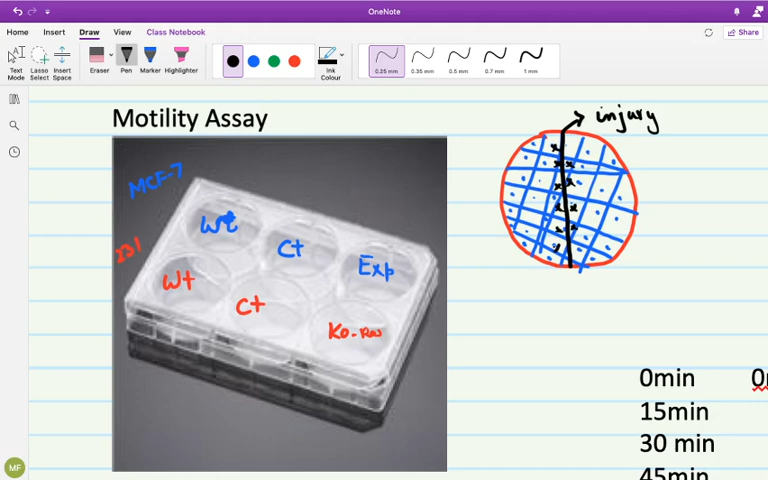 OneNote
Home Insert Draw View Class Notebook
Share
Text Mode
Lasso Select
Insert Space
Eraser
Pen
Marker
Highlighter
Ink Colour
0.25 mm
0.35 mm
0.5 mm
0.7 mm
1 mm
Motility Assay
injury
MCF-7
Wt
Ct
Exp
231
Wt
Ct
0min
15min
30 min
45min
MF